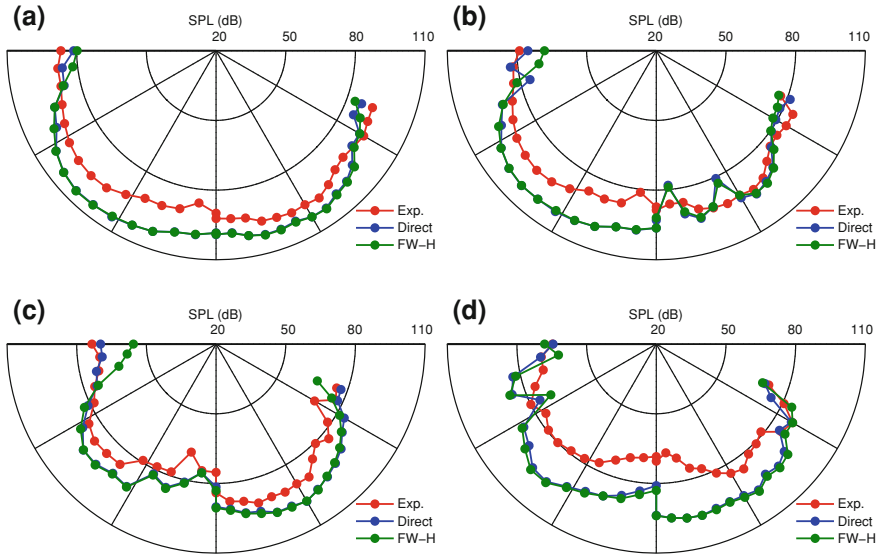 (a)
SPL (dB)
20 50 80 110
Exp.
Direct
FW-H
(b)
SPL (dB)
20 50 80 110
Exp.
Direct
FW-H
(c)
SPL (dB)
20 50 80 110
Exp.
Direct
FW-H
(d)
SPL (dB)
20 50 80 110
Exp.
Direct
FW-H